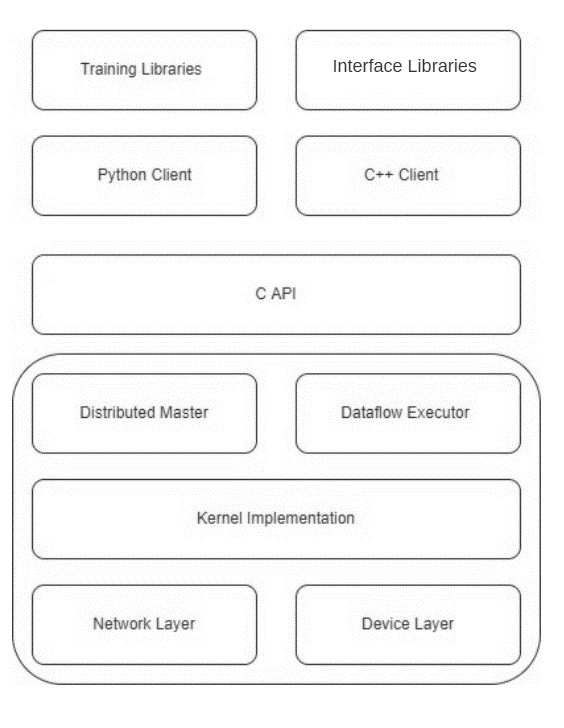 Training Libraries
Interface Libraries
Python Client
C++ Client
C API
Distributed Master
Dataflow Executor
Kernel Implementation
Network Layer
Device Layer